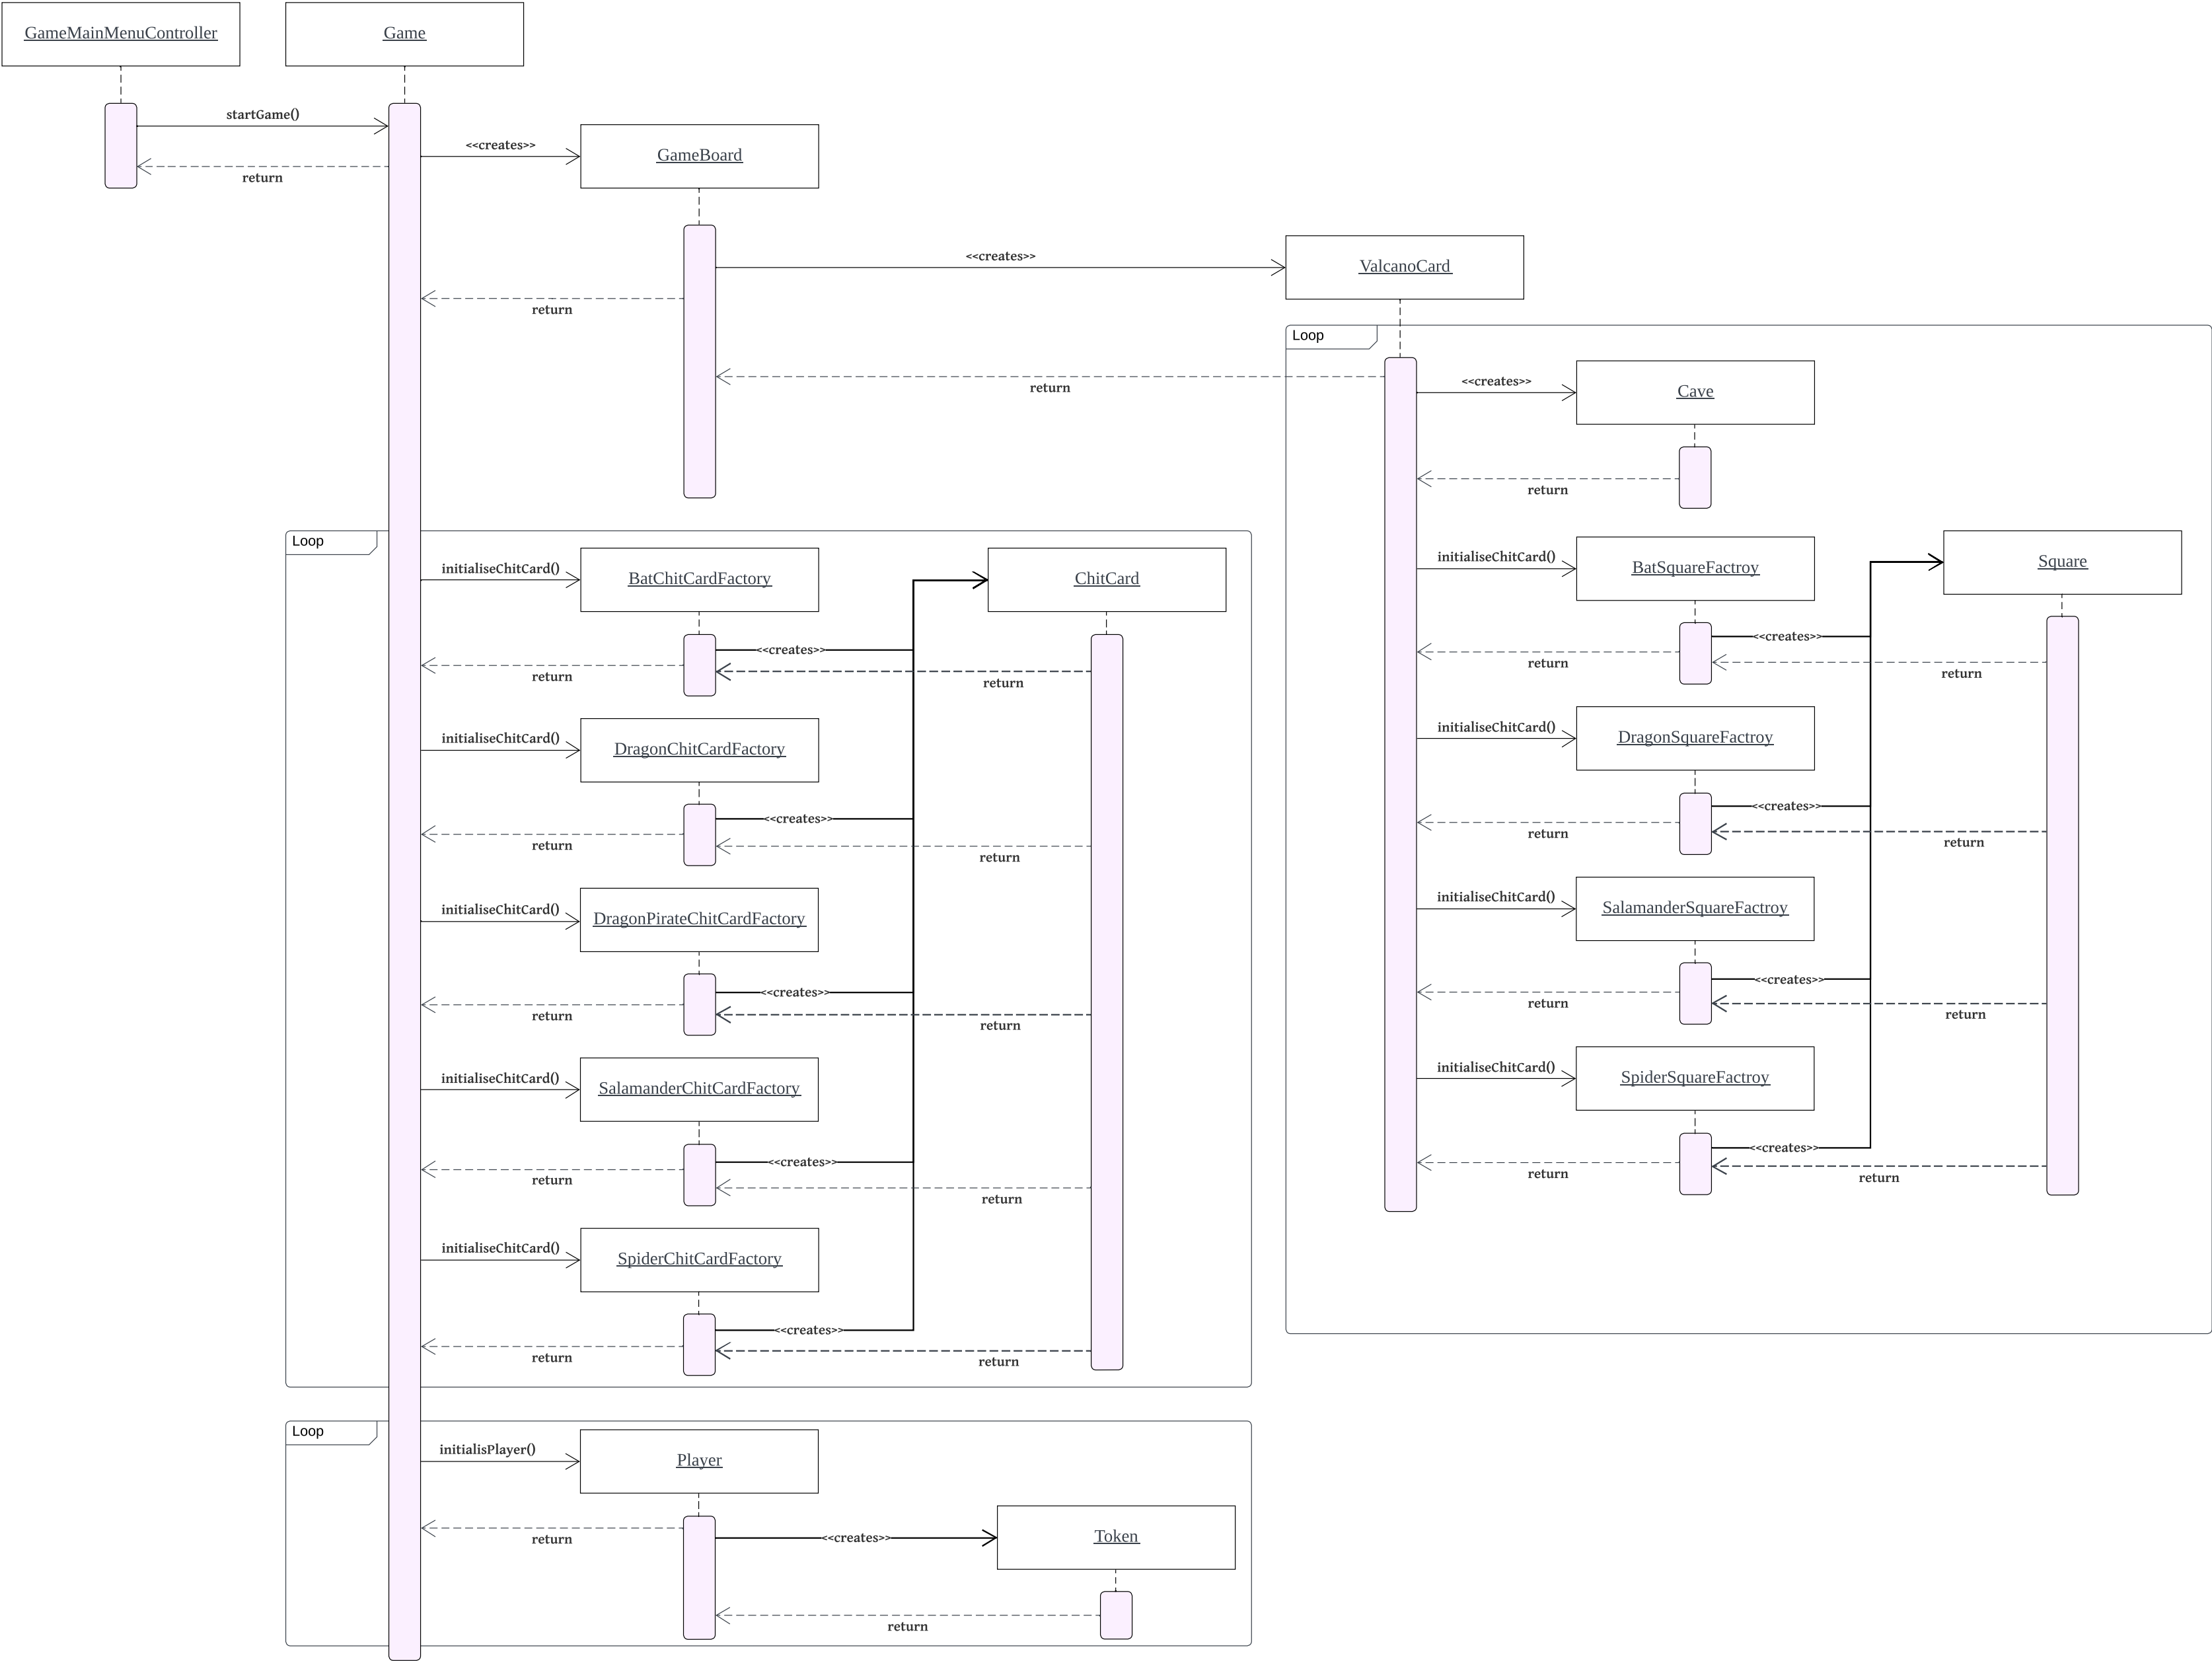 GameMainMenuController
Game
startGame()
return
<<creates>>
GameBoard
<<creates>>
ValcanoCard
return
return
Loop
<<creates>>
Cave
return
initialiseChitCard()
BatSquareFactroy
Square
<<creates>>
return
return
initialiseChitCard()
DragonSquareFactroy
<<creates>>
return
return
initialiseChitCard()
SalamanderSquareFactroy
<<creates>>
return
return
initialiseChitCard()
SpiderSquareFactroy
<<creates>>
return
return
Loop
initialiseChitCard()
BatChitCardFactory
ChitCard
<<creates>>
return
return
initialiseChitCard()
DragonChitCardFactory
<<creates>>
return
return
initialiseChitCard()
DragonPirateChitCardFactory
<<creates>>
return
return
initialiseChitCard()
SalamanderChitCardFactory
<<creates>>
return
return
initialiseChitCard()
SpiderChitCardFactory
<<creates>>
return
return
Loop
initialisPlayer()
Player
return
<<creates>>
Token
return